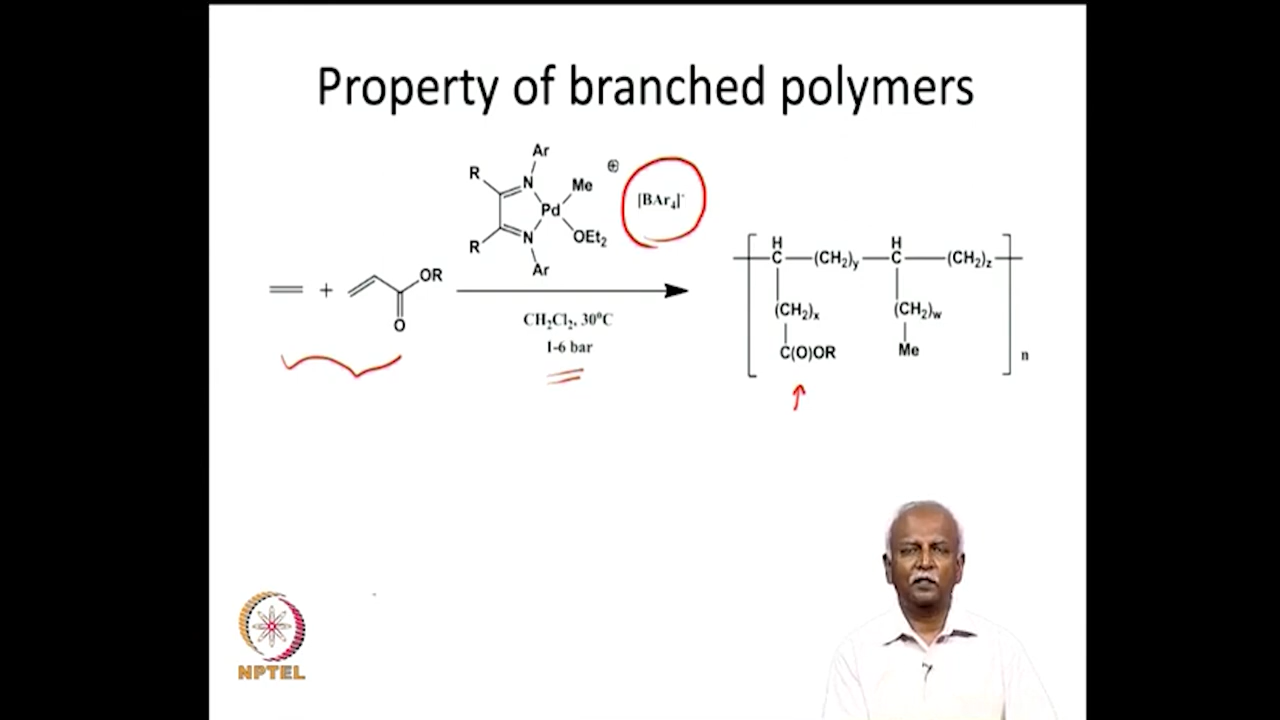 Property of branched polymers
Ar
R N Me ⊕
Pd [BAr₄]⁻
R N OEt₂
Ar
= + OR
O
CH₂Cl₂, 30⁰C
1-6 bar
H H
C—(CH₂)y—C—(CH₂)z
(CH₂)x (CH₂)w
C(O)OR Me
n
NPTEL